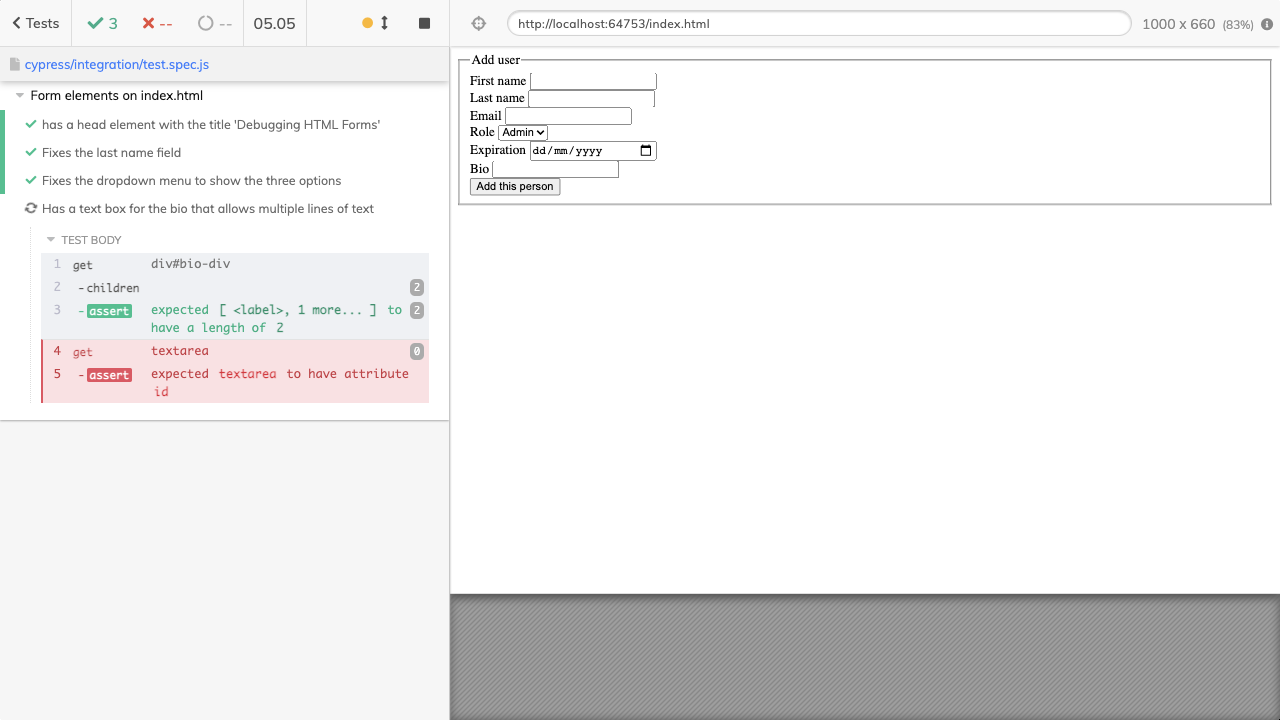 Tests
3
--
--
05.05
http://localhost:64753/index.html
1000 x 660 (83%)
cypress/integration/test.spec.js
Form elements on index.html
has a head element with the title 'Debugging HTML Forms'
Fixes the last name field
Fixes the dropdown menu to show the three options
Has a text box for the bio that allows multiple lines of text
TEST BODY
1 get div#bio-div
2 -children 2
3 -assert expected [ <label>, 1 more... ] to 2
have a length of 2
4 get textarea 0
5 -assert expected textarea to have attribute
id
Add user
First name
Last name
Email
Role Admin
Expiration dd/mm/yyyy
Bio
Add this person